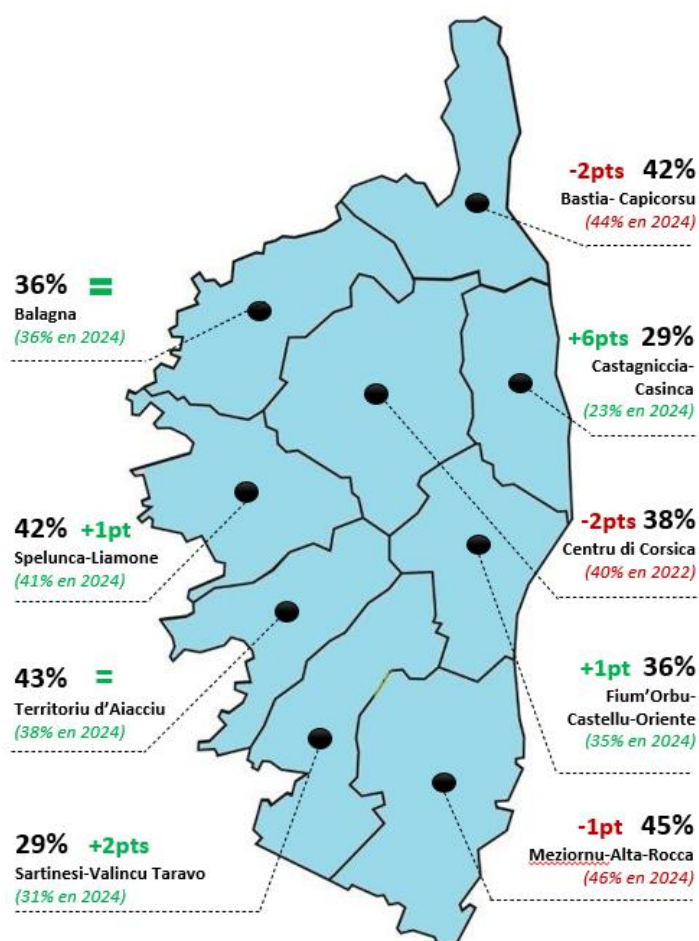 -2pts 42%
Bastia- Capicorsu
(44% en 2024)
36% =
Balagna
(36% en 2024)
+6pts 29%
Castagniccia-
Casinca
(23% en 2024)
42% +1pt
Spelunca-Liamone
(41% en 2024)
-2pts 38%
Centru di Corsica
(40% en 2022)
43% =
Territoriu d’Aiacciu
(38% en 2024)
+1pt 36%
Fium’Orbu-
Castellu-Oriente
(35% en 2024)
29% +2pts
Sartinesi-Valincu Taravo
(31% en 2024)
-1pt 45%
Meziornu-Alta-Rocca
(46% en 2024)